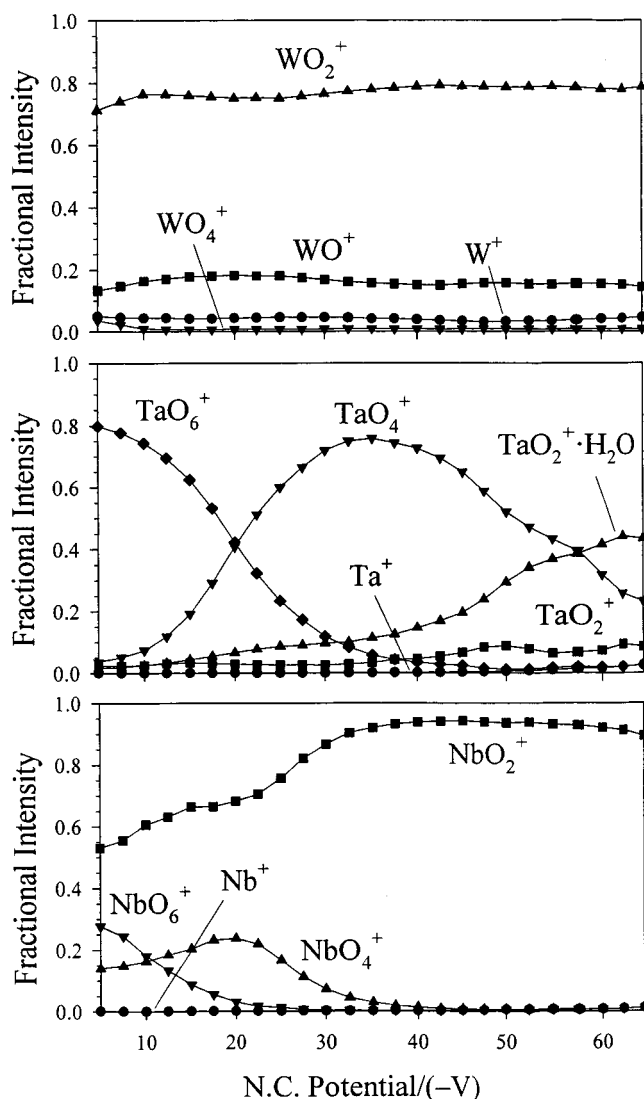 1.0
WO₂⁺
0.8
0.6
0.4
WO₄⁺ WO⁺ W⁺
0.2
0.0
Fractional Intensity
1.0
TaO₆⁺ TaO₄⁺
0.8
TaO₂⁺·H₂O
0.6
0.4
Ta⁺
TaO₂⁺
0.2
0.0
Fractional Intensity
1.0
0.8
NbO₂⁺
0.6
0.4
NbO₆⁺ Nb⁺
NbO₄⁺
0.2
0.0
Fractional Intensity
10 20 30 40 50 60
N.C. Potential/(–V)